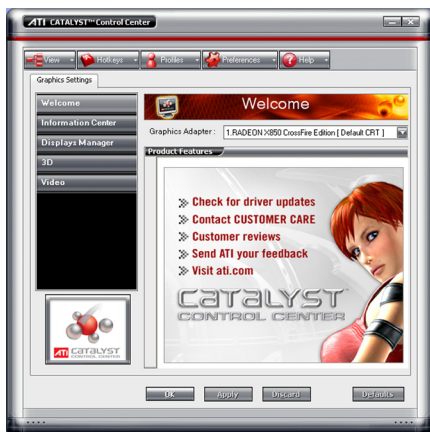 ATI CATALYST™ Control Center
View Hotkeys Profiles Preferences Help
Graphics Settings
Welcome
Information Center
Displays Manager
3D
Video
Welcome
Graphics Adapter : 1.RADEON X850 CrossFire Edition [ Default CRT ]
Product Features
Check for driver updates
Contact CUSTOMER CARE
Customer reviews
Send ATI your feedback
Visit ati.com
CATALYST
CONTROL CENTER
ATI CATALYST
CONTROL CENTER
OK Apply Discard Defaults